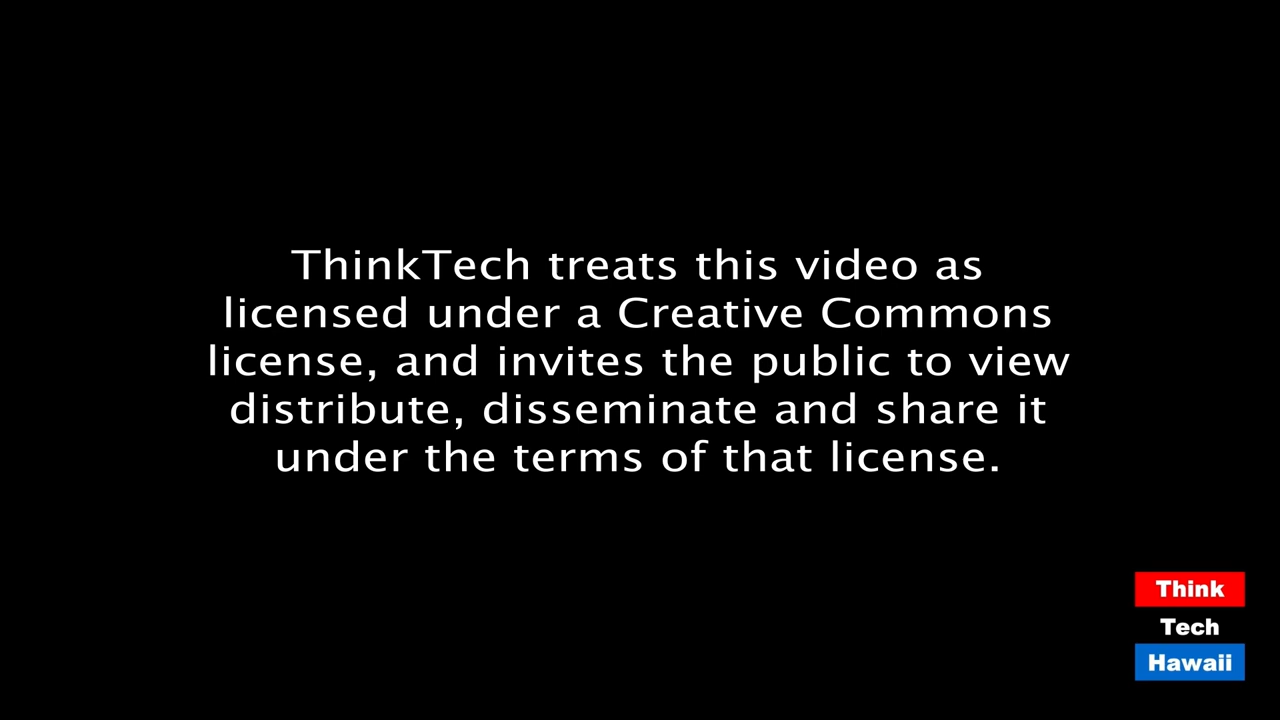 ThinkTech treats this video as
licensed under a Creative Commons
license, and invites the public to view
distribute, disseminate and share it
under the terms of that license.
Think
Tech
Hawaii